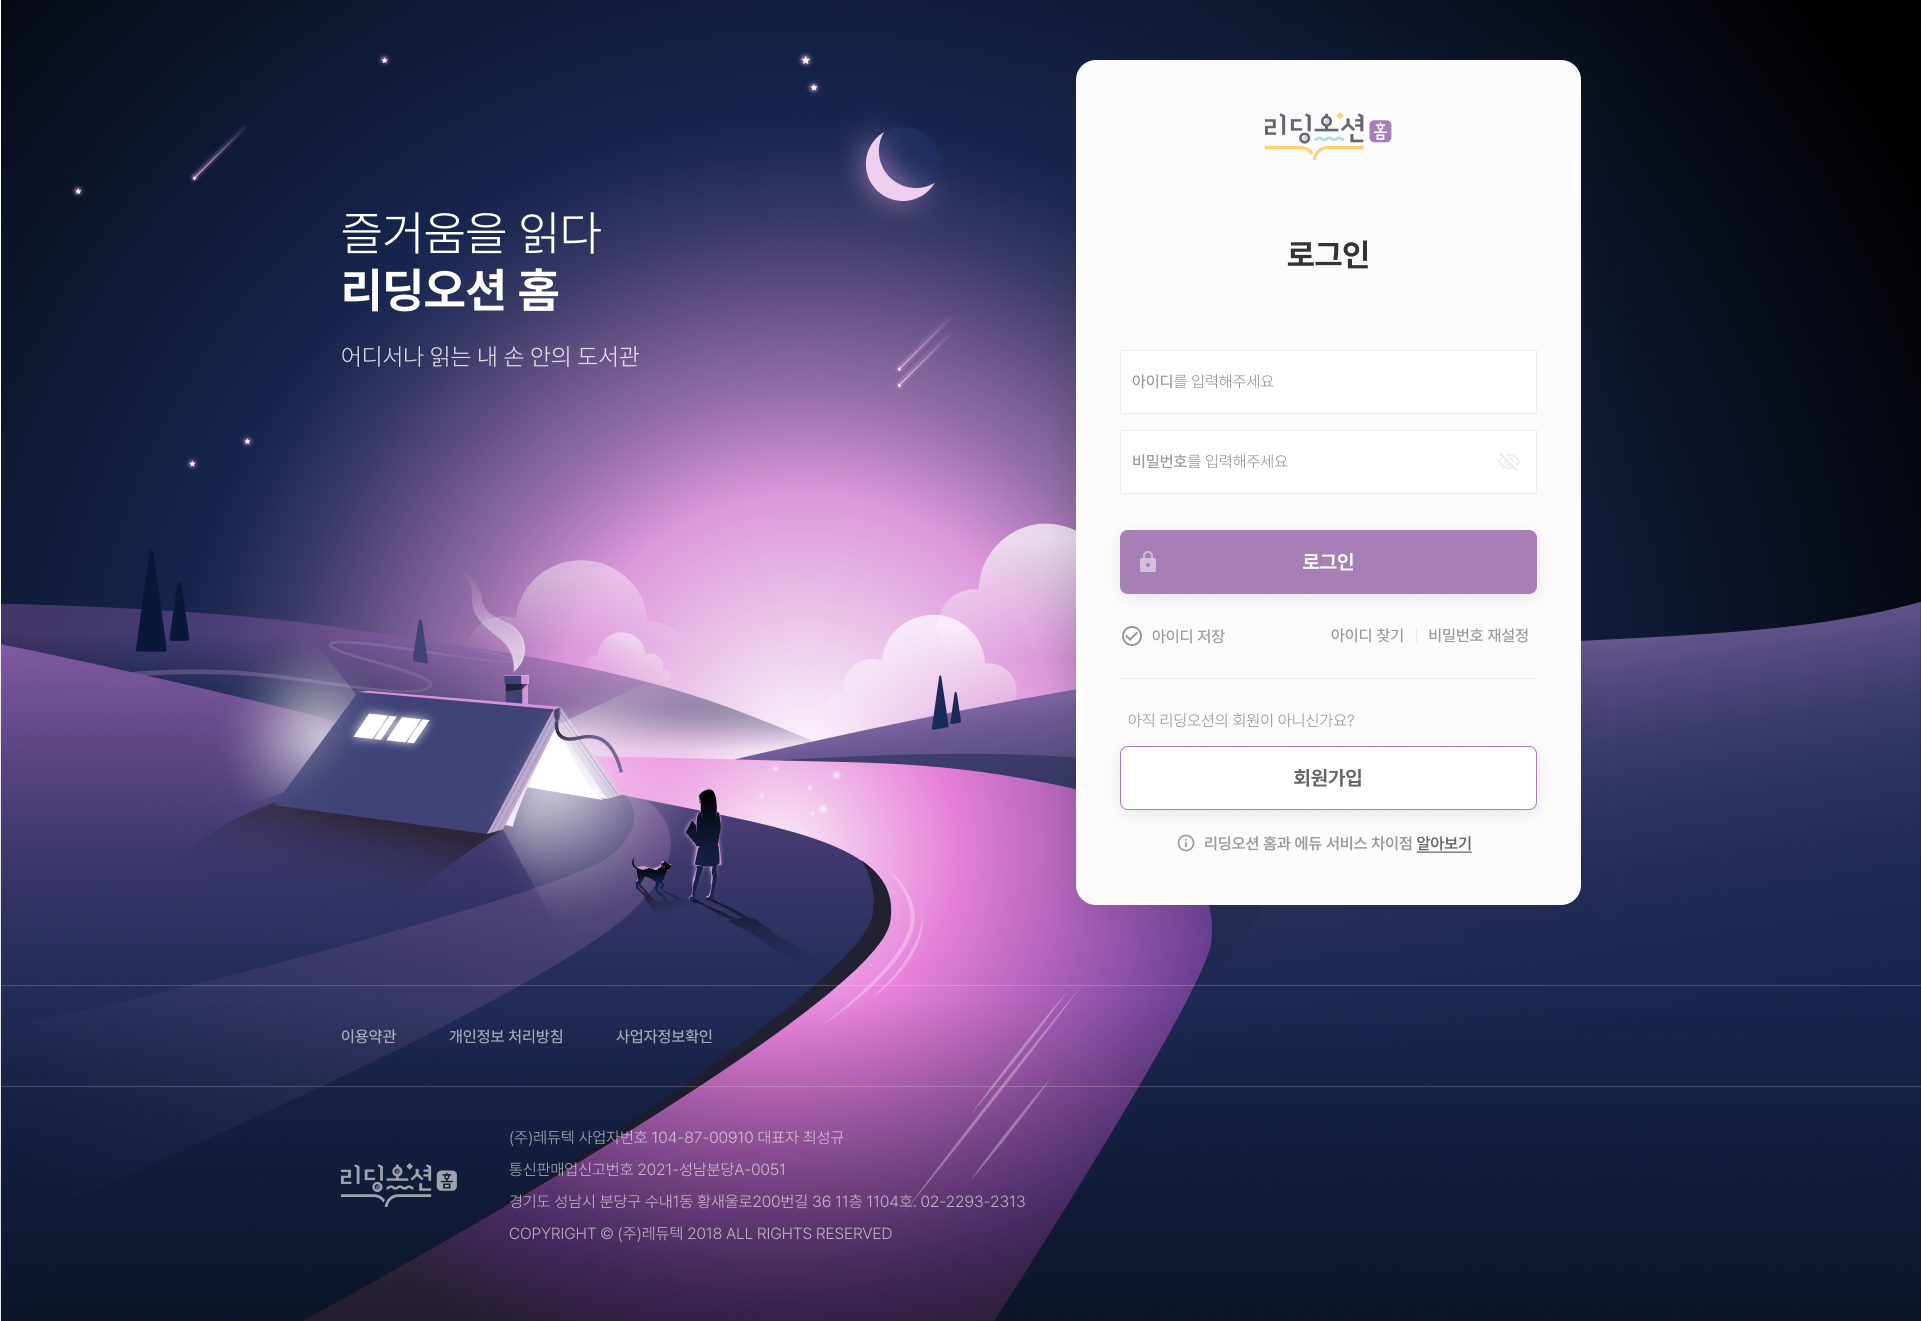 즐거움을 읽다
리딩오션 홈
어디서나 읽는 내 손 안의 도서관
리딩오션 홈
로그인
아이디를 입력해주세요
비밀번호를 입력해주세요
로그인
아이디 저장
아이디 찾기
비밀번호 재설정
아직 리딩오션의 회원이 아니신가요?
회원가입
리딩오션 홈과 에듀 서비스 차이점 알아보기
이용약관
개인정보 처리방침
사업자정보확인
리딩오션 홈
(주)레듀텍 사업자번호 104-87-00910 대표자 최성규
통신판매업신고번호 2021-성남분당A-0051
경기도 성남시 분당구 수내1동 황새울로200번길 36 11층 1104호. 02-2293-2313
COPYRIGHT © (주)레듀텍 2018 ALL RIGHTS RESERVED